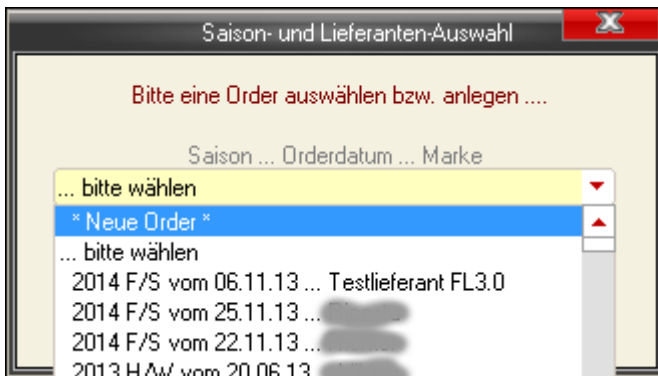 Saison- und Lieferanten-Auswahl
Bitte eine Order auswählen bzw. anlegen ....
Saison ... Orderdatum ... Marke
... bitte wählen
* Neue Order *
... bitte wählen
2014 F/S vom 06.11.13 ... Testlieferant FL3.0
2014 F/S vom 25.11.13 ...
2014 F/S vom 22.11.13 ...
2013 H/W vom 20.06.13